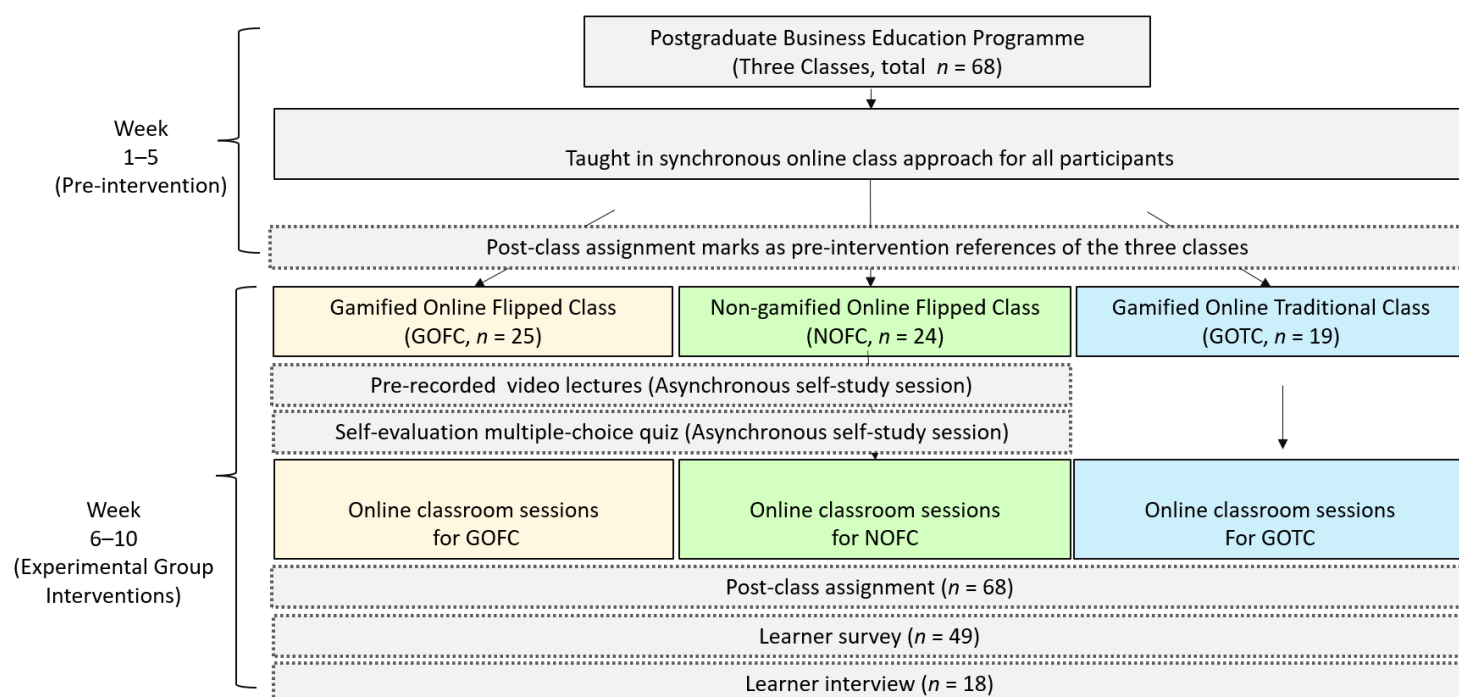 Postgraduate Business Education Programme
(Three Classes, total n = 68)
Week
1–5
(Pre-intervention)
Taught in synchronous online class approach for all participants
Post-class assignment marks as pre-intervention references of the three classes
Gamified Online Flipped Class
(GOFC, n = 25)
Non-gamified Online Flipped Class
(NOFC, n = 24)
Gamified Online Traditional Class
(GOTC, n = 19)
Pre-recorded video lectures (Asynchronous self-study session)
Self-evaluation multiple-choice quiz (Asynchronous self-study session)
Week
6–10
(Experimental Group
Interventions)
Online classroom sessions
for GOFC
Online classroom sessions
for NOFC
Online classroom sessions
For GOTC
Post-class assignment (n = 68)
Learner survey (n = 49)
Learner interview (n = 18)